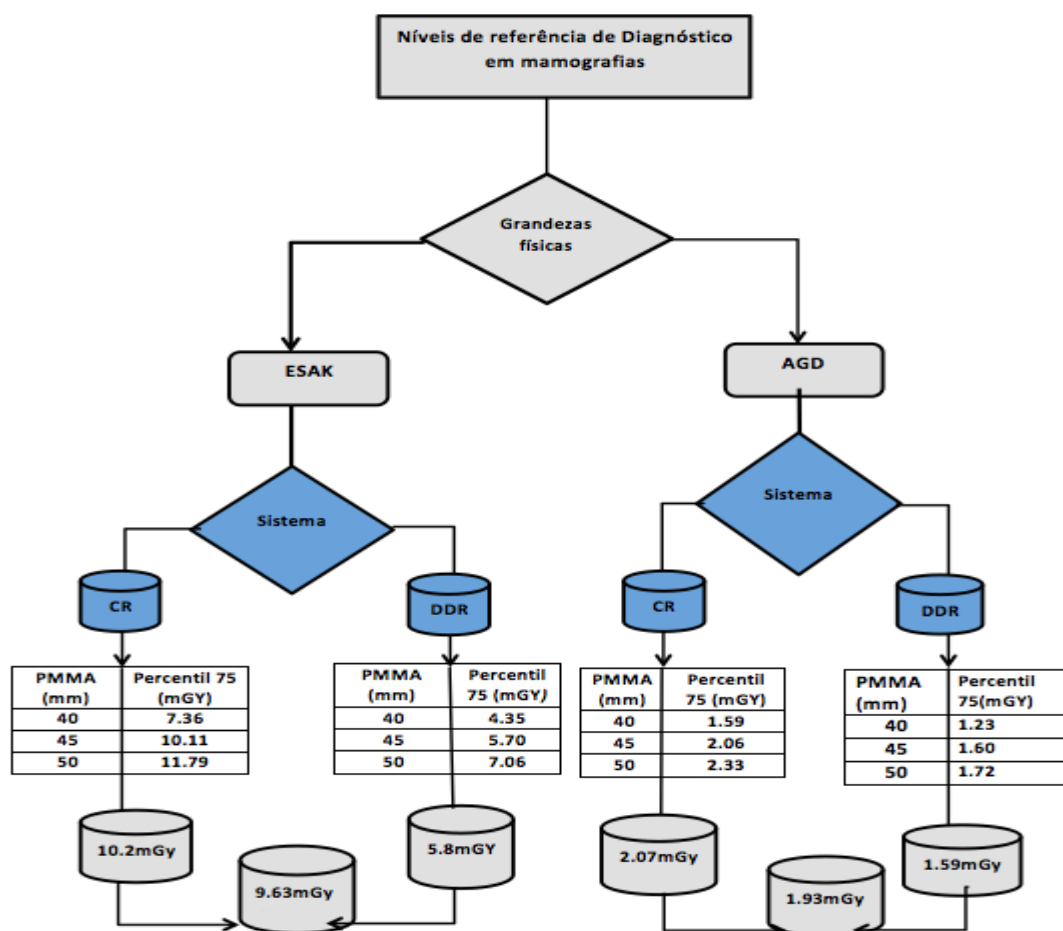 Níveis de referência de Diagnóstico
em mamografias
Grandezas
físicas
ESAK
AGD
Sistema
Sistema
CR
DDR
CR
DDR
PMMA
(mm)
Percentil 75
(mGY)
40 7.36
45 10.11
50 11.79
PMMA
(mm)
Percentil
75 (mGY)
40 4.35
45 5.70
50 7.06
PMMA
(mm)
Percentil
75 (mGY)
40 1.59
45 2.06
50 2.33
PMMA
(mm)
Percentil
75(mGY)
40 1.23
45 1.60
50 1.72
10.2mGy
5.8mGY
9.63mGy
2.07mGy
1.59mGy
1.93mGy